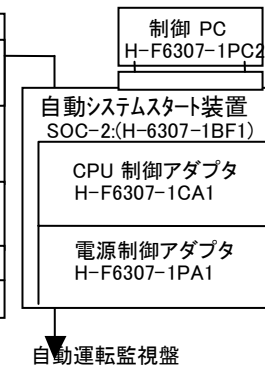 制御 PC
H-F6307-1PC2
自動システムスタート装置
SOC-2:(H-6307-1BF1)
CPU 制御アダプタ
H-F6307-1CA1
電源制御アダプタ
H-F6307-1PA1
自動運転監視盤